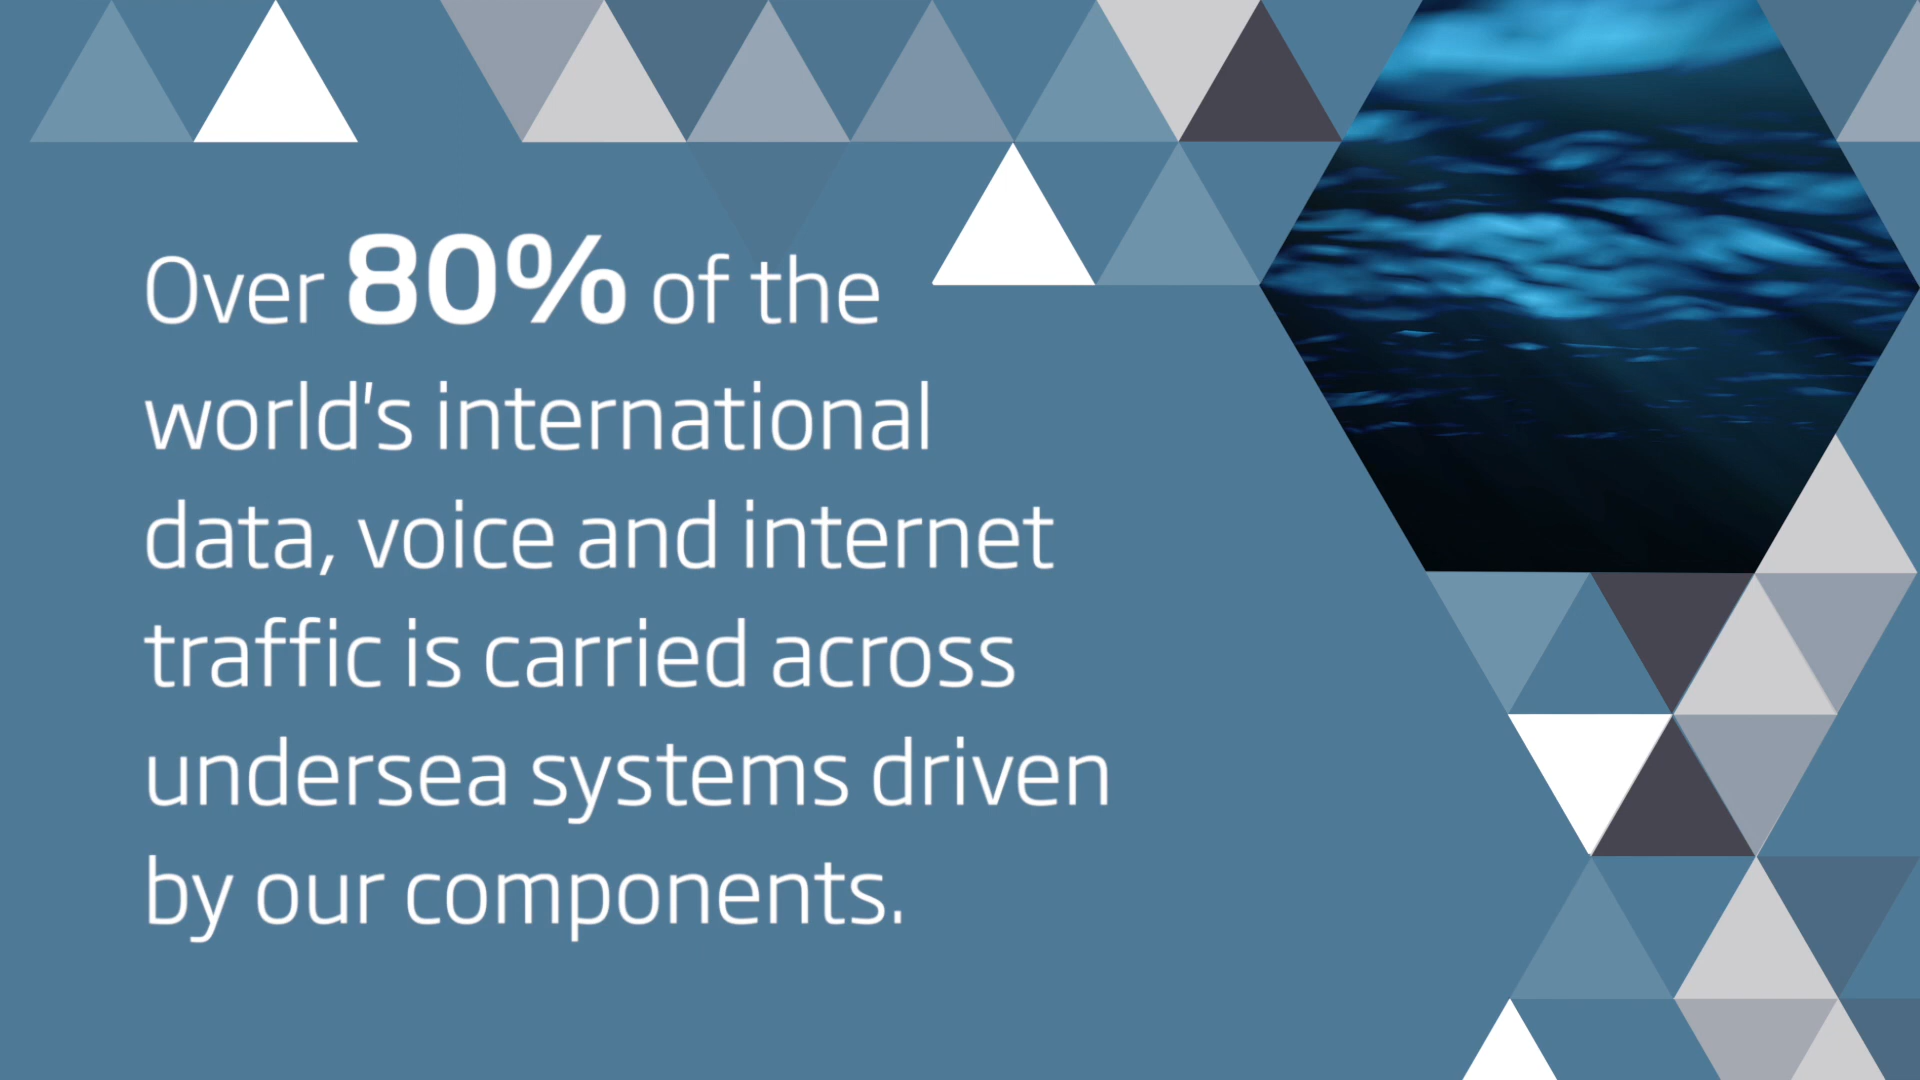 Over 80% of the
world's international
data, voice and internet
traffic is carried across
undersea systems driven
by our components.